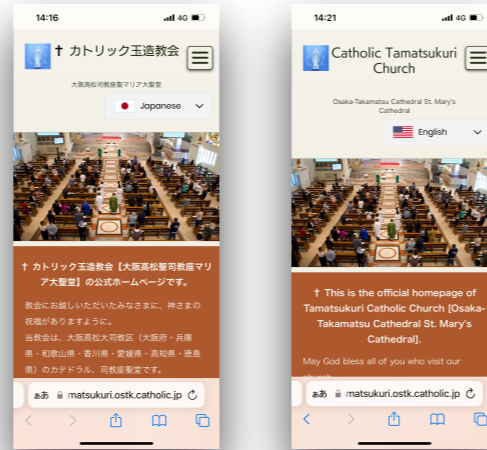 14:16
4G
† カトリック玉造教会
大阪高松司教座聖マリア大聖堂
Japanese
† カトリック玉造教会【大阪高松聖司教座マリ
ア大聖堂】の公式ホームページです。
教会にお越しいただいたみなさまに、神さまの
祝福がありますように。
当教会は、大阪高松大司教区（大阪府・兵庫
県・和歌山県・香川県・愛媛県・高知県・徳島
県）のカテドラル、司教座聖堂です。
ぁあ matsukuri.ostk.catholic.jp
14:21
4G
Catholic Tamatsukuri
Church
Osaka-Takamatsu Cathedral St. Mary's
Cathedral
English
† This is the official homepage of
Tamatsukuri Catholic Church [Osaka-
Takamatsu Cathedral St. Mary's
Cathedral].
May God bless all of you who visit our
church.
ぁあ matsukuri.ostk.catholic.jp